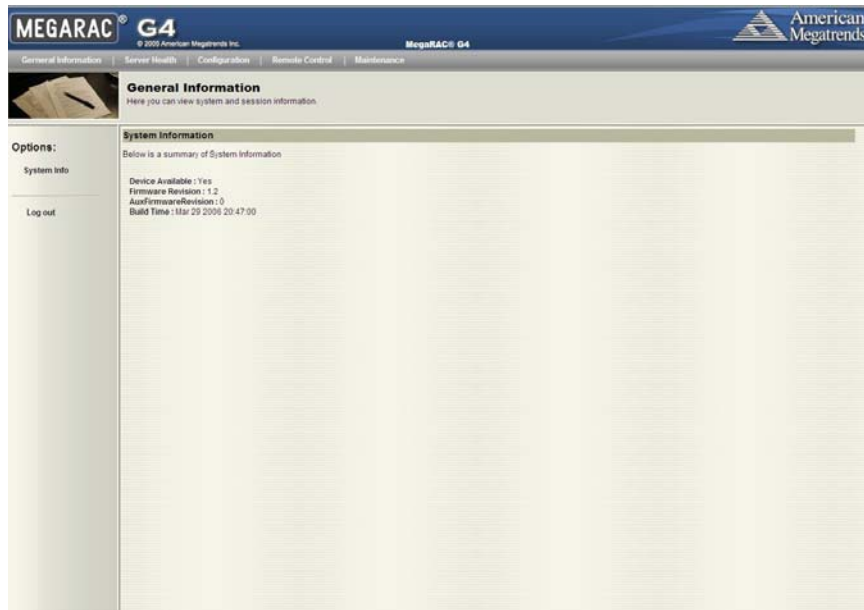 MEGARAC® G4
© 2005 American Megatrends Inc.
MegaRAC® G4
American
Megatrends
General Information | Server Health | Configuration | Remote Control | Maintenance
General Information
Here you can view system and session information.
Options:
System Info
Log out
System Information
Below is a summary of System Information
Device Available : Yes
Firmware Revision : 1.2
AuxFirmwareRevision : 0
Build Time : Mar 29 2006 20:47:00